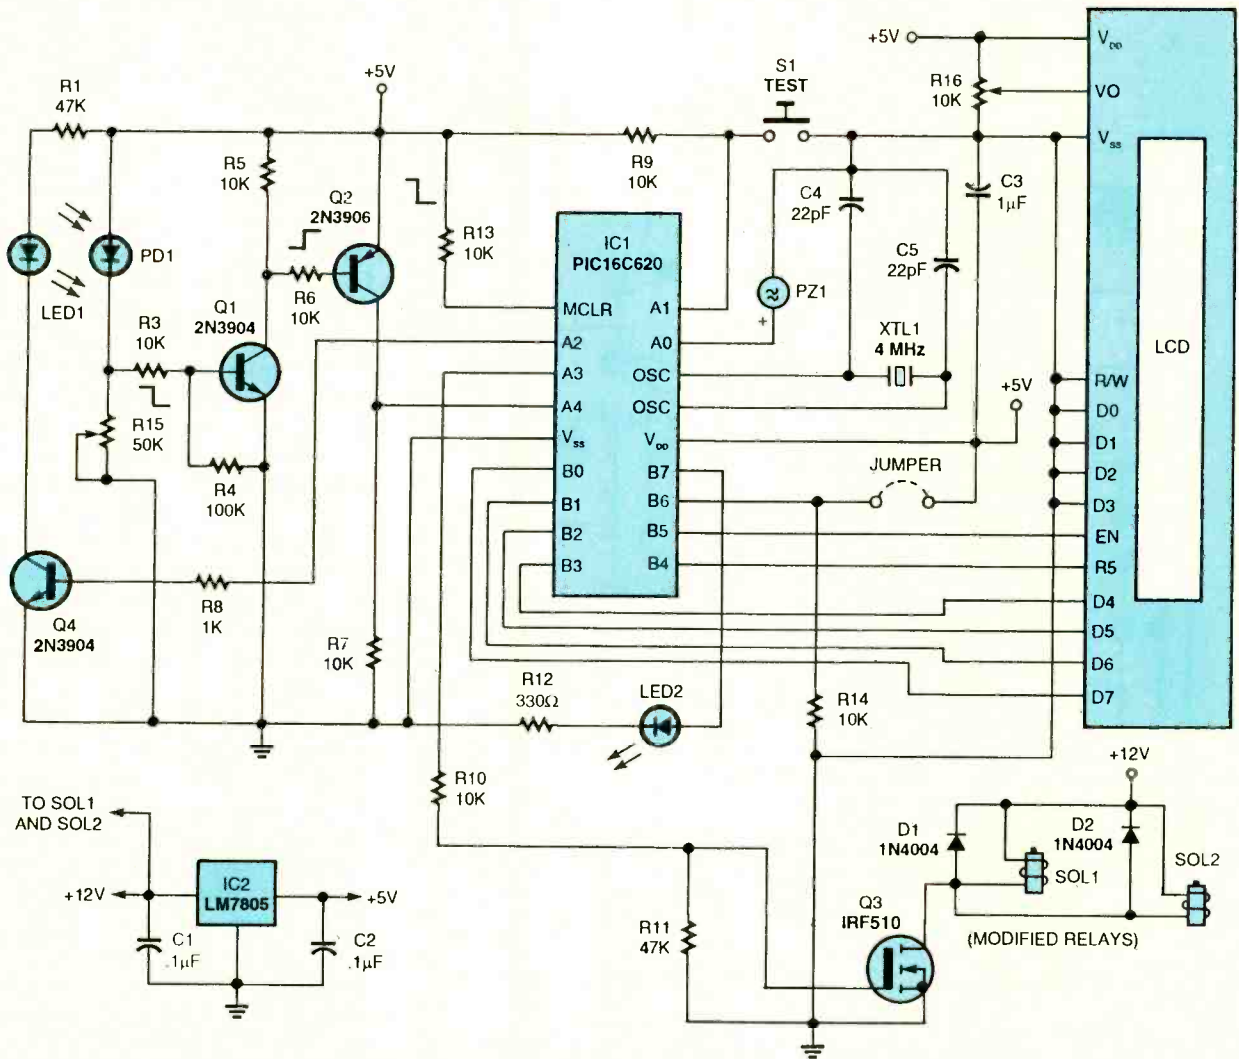 R1
47K
+5V
S1
TEST
+5V
R16
10K
V_DD
VO
V_SS
R5
10K
Q2
2N3906
R9
10K
C4
22pF
C3
1µF
PD1
LED1
R6
10K
R13
10K
IC1
PIC16C620
C5
22pF
PZ1
+
Q1
2N3904
R3
10K
MCLR
A2
A3
A4
V_SS
B0
B1
B2
B3
A1
A0
OSC
OSC
V_DD
B7
B6
B5
B4
XTL1
4 MHz
+5V
LCD
R/W
D0
D1
D2
D3
EN
R5
D4
D5
D6
D7
R15
50K
R4
100K
JUMPER
Q4
2N3904
R8
1K
R7
10K
R12
330Ω
LED2
R14
10K
TO SOL1
AND SOL2
+12V
IC2
LM7805
+5V
C1
.1µF
C2
.1µF
R10
10K
R11
47K
Q3
IRF510
+12V
D1
1N4004
D2
1N4004
SOL1
SOL2
(MODIFIED RELAYS)